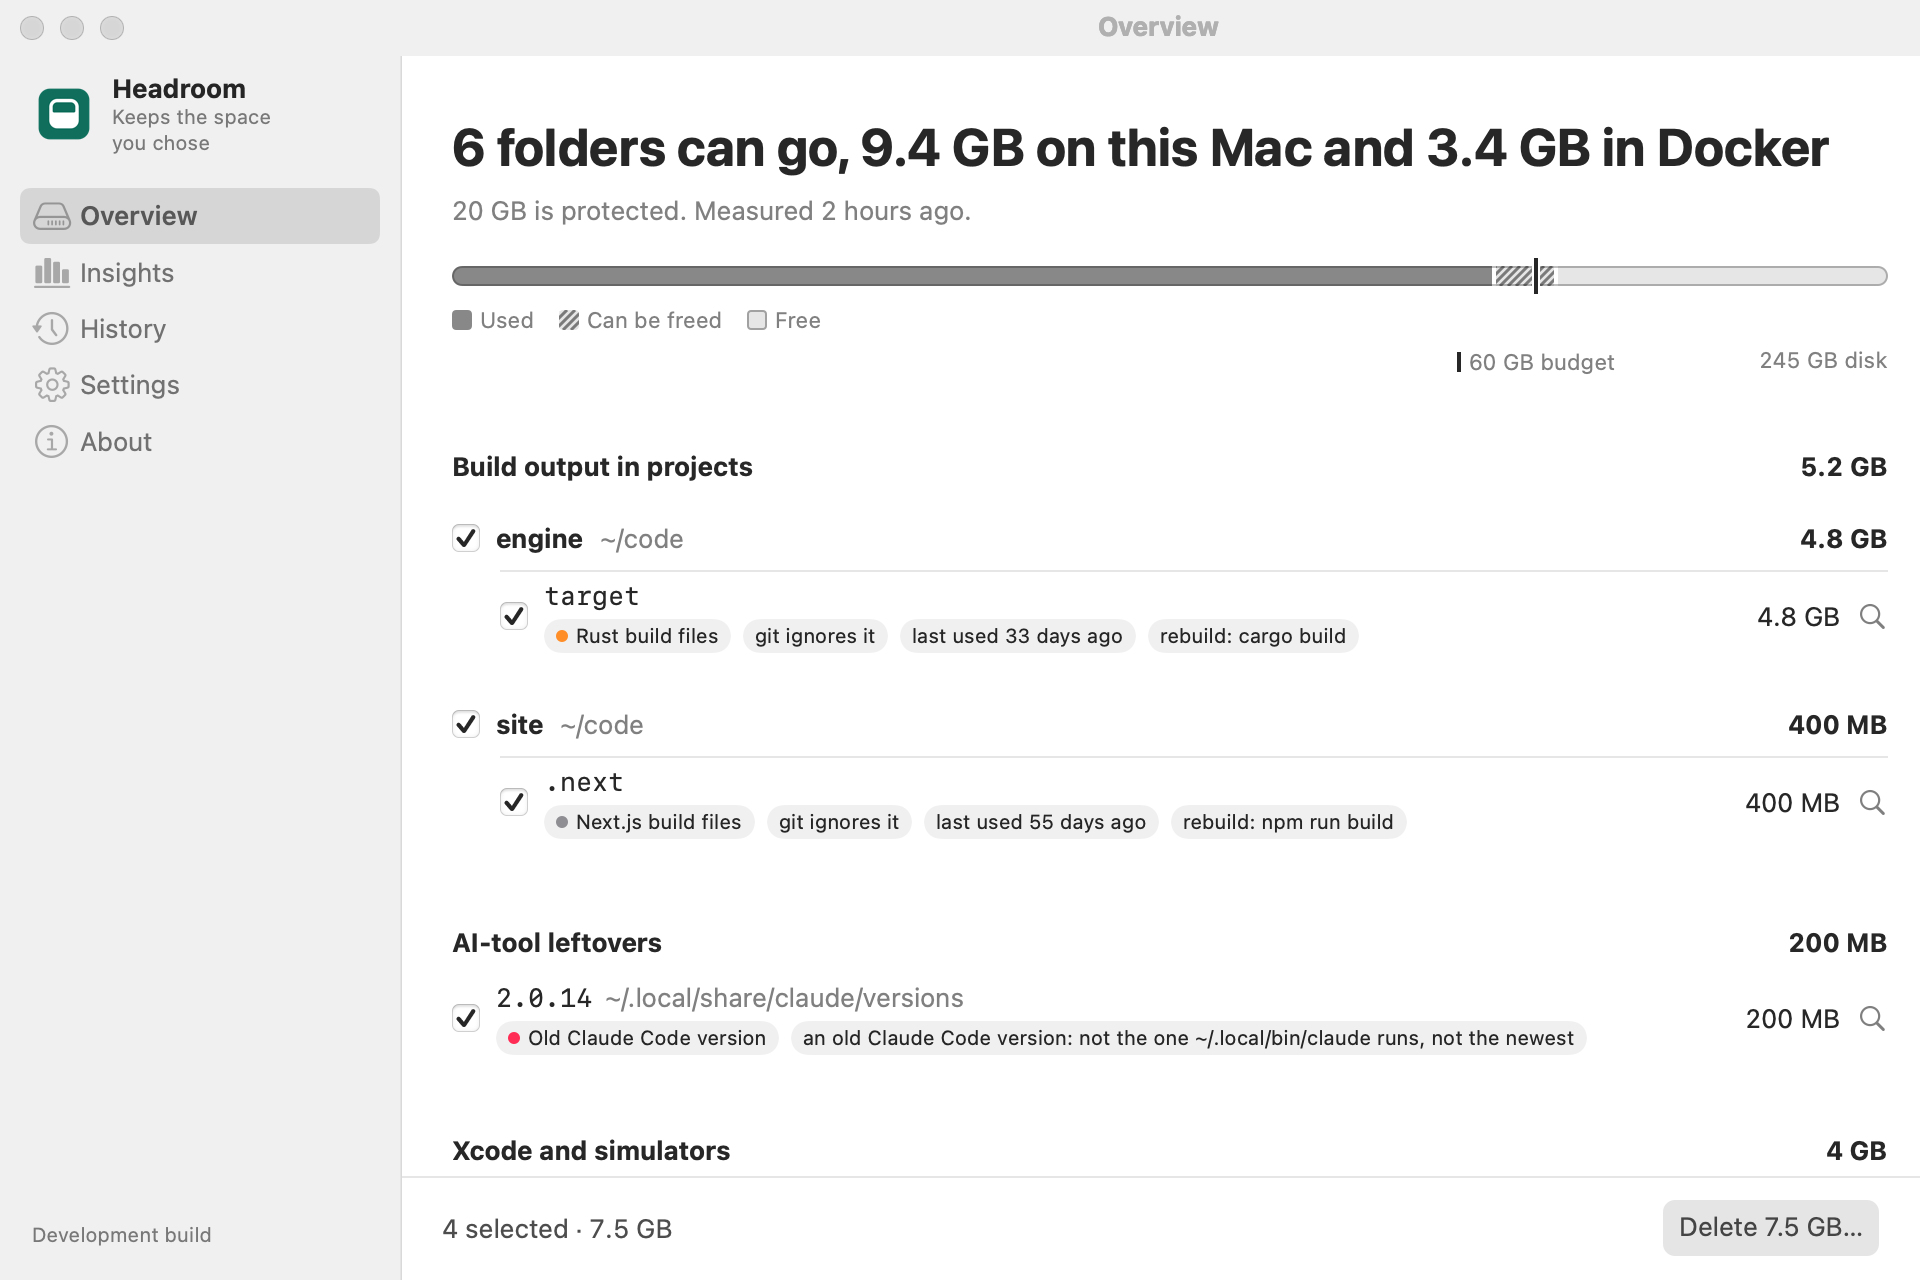 Overview
Headroom
Keeps the space
you chose
Overview
Insights
History
Settings
About
Development build
6 folders can go, 9.4 GB on this Mac and 3.4 GB in Docker
20 GB is protected. Measured 2 hours ago.
Used Can be freed Free
60 GB budget 245 GB disk
Build output in projects 5.2 GB
engine ~/code 4.8 GB
target
Rust build files git ignores it last used 33 days ago rebuild: cargo build 4.8 GB
site ~/code 400 MB
.next
Next.js build files git ignores it last used 55 days ago rebuild: npm run build 400 MB
AI-tool leftovers 200 MB
2.0.14 ~/.local/share/claude/versions
Old Claude Code version an old Claude Code version: not the one ~/.local/bin/claude runs, not the newest 200 MB
Xcode and simulators 4 GB
4 selected · 7.5 GB Delete 7.5 GB...